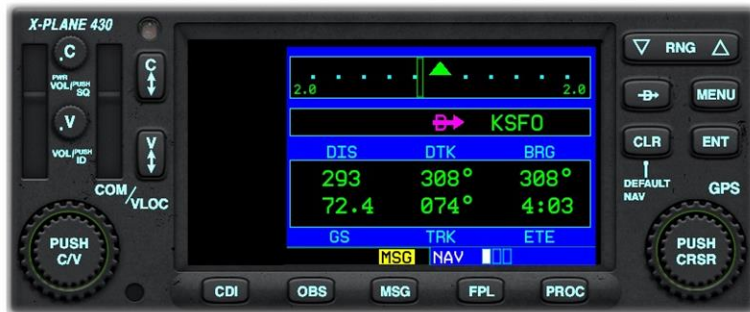 X-PLANE 430
C
PWR
VOL/PUSH
SQ
C
V
VOL/PUSH
ID
V
COM
/VLOC
PUSH
C/V
2.0
2.0
D KSFO
DIS DTK BRG
293 308° 308°
72.4 074° 4:03
GS TRK ETE
MSG NAV
RNG
D
MENU
CLR
ENT
DEFAULT
NAV
GPS
PUSH
CRSR
CDI
OBS
MSG
FPL
PROC